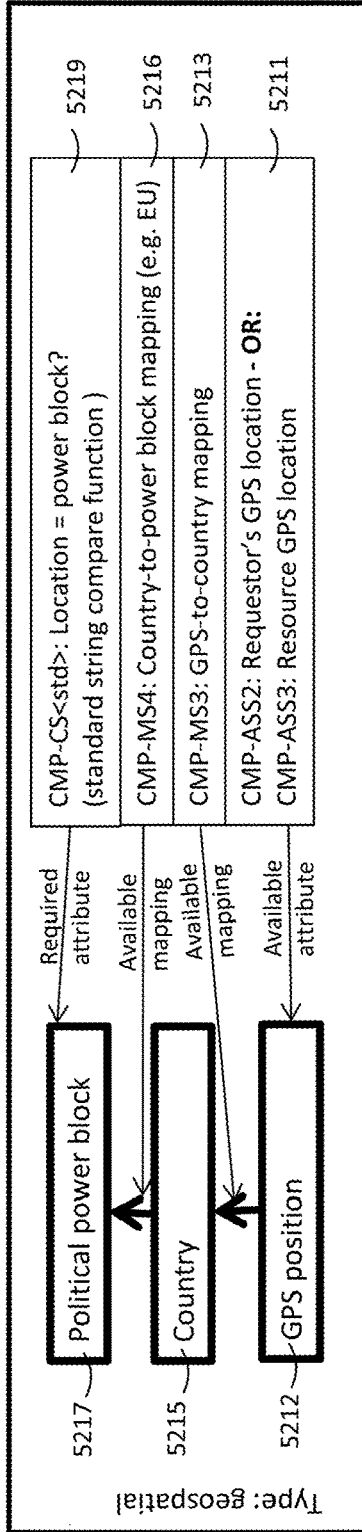 Type: geospatial
5217
Political power block
5215
Country
5212
GPS position
Required
attribute
Available
mapping
Available
mapping
Available
attribute
CMP-CS<std>: Location = power block?
(standard string compare function )
CMP-MS4: Country-to-power block mapping (e.g. EU)
CMP-MS3: GPS-to-country mapping
CMP-ASS2: Requestor's GPS location - OR:
CMP-ASS3: Resource GPS location
5219
5216
5213
5211